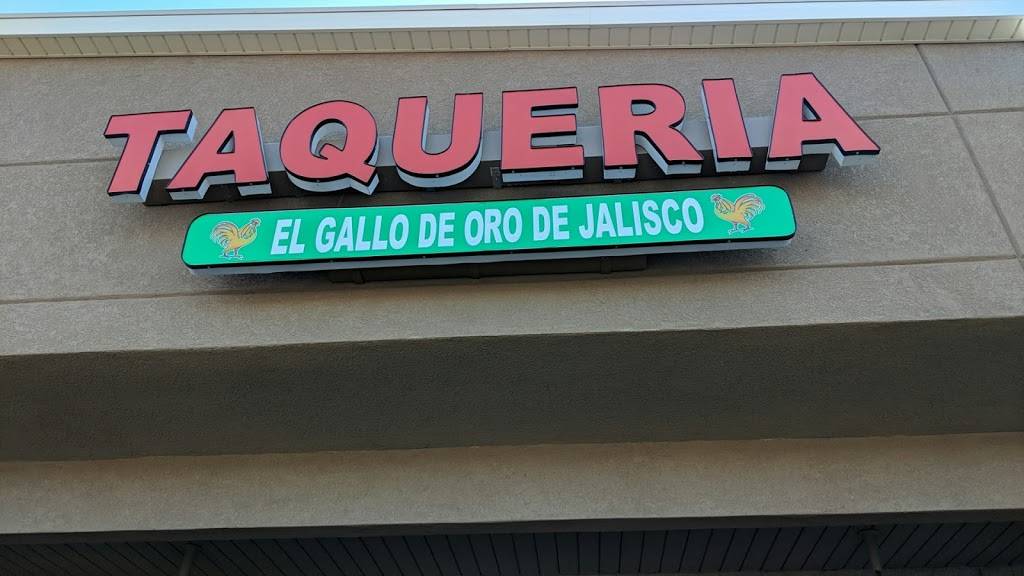 TAQUERIA
EL GALLO DE ORO DE JALISCO